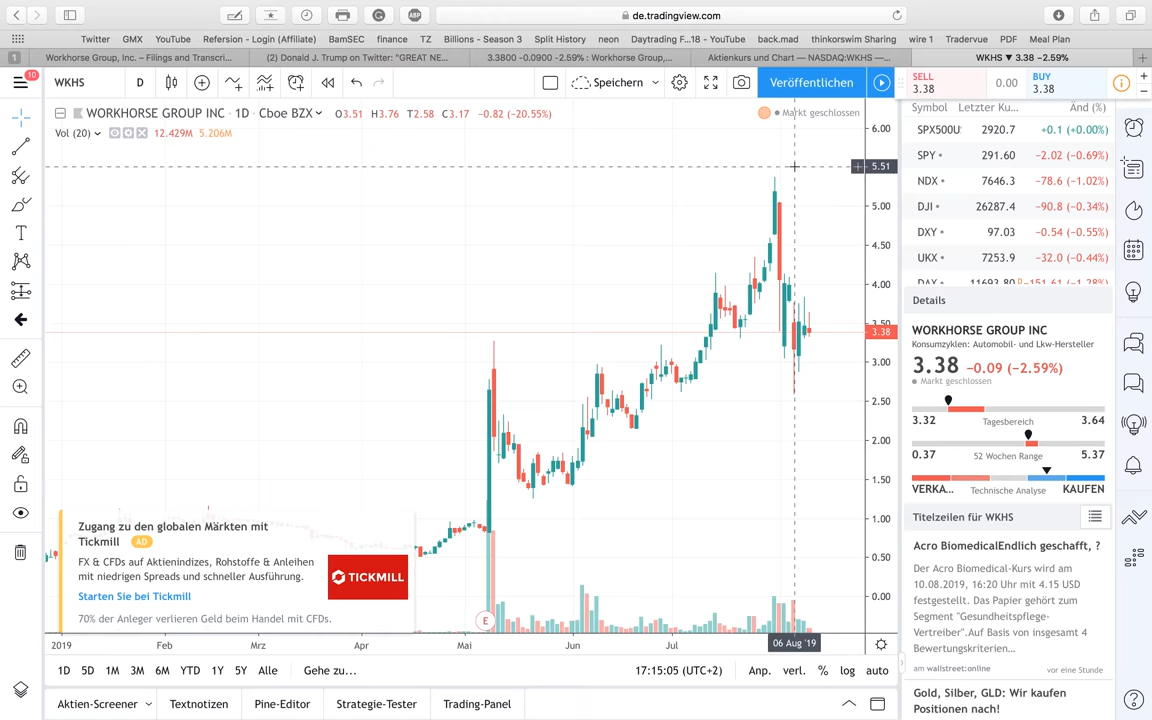 de.tradingview.com
Twitter GMX YouTube Refersion - Login (Affiliate) BamSEC finance TZ Billions - Season 3 Split History neon Daytrading F...18 - YouTube back.mad thinkorswim Sharing wire 1 Tradervue PDF Meal Plan
1 Workhorse Group, Inc. – Filings and Transcri... (2) Donald J. Trump on Twitter: "GREAT NE... 3.3800 -0.0900 -2.59% : Workhorse Group,... Aktienkurs und Chart — NASDAQ:WKHS —... WKHS ▼ 3.38 −2.59%
10
WKHS D Speichern Veröffentlichen
SELL 0.00 BUY
3.38 3.38
WORKHORSE GROUP INC · 1D · Cboe BZX O3.51 H3.76 T2.58 C3.17 −0.82 (−20.55%) Markt geschlossen
Vol (20) 12.429M 5.206M
6.00
5.51
5.00
4.50
4.00
3.50
3.38
3.00
2.50
2.00
1.50
1.00
0.50
0.00
Zugang zu den globalen Märkten mit
Tickmill AD
FX & CFDs auf Aktienindizes, Rohstoffe & Anleihen
mit niedrigen Spreads und schneller Ausführung.
Starten Sie bei Tickmill
70% der Anleger verlieren Geld beim Handel mit CFDs.
TICKMILL
E
2019 Feb Mrz Apr Mai Jun Jul 06 Aug '19
1D 5D 1M 3M 6M YTD 1Y 5Y Alle Gehe zu... 17:15:05 (UTC+2) Anp. verl. % log auto
Aktien-Screener Textnotizen Pine-Editor Strategie-Tester Trading-Panel
Symbol Letzter Ku... Änd (%)
SPX500U 2920.7 +0.1 (+0.00%)
SPY 291.60 −2.02 (−0.69%)
NDX 7646.3 −78.6 (−1.02%)
DJI 26287.4 −90.8 (−0.34%)
DXY 97.03 −0.54 (−0.55%)
UKX 7253.9 −32.0 (−0.44%)
DAX 11693.80 −151.61 (−1.28%)
Details
WORKHORSE GROUP INC
Konsumzyklen: Automobil- und Lkw-Hersteller
3.38 −0.09 (−2.59%)
Markt geschlossen
3.32 Tagesbereich 3.64
0.37 52 Wochen Range 5.37
VERKA... Technische Analyse KAUFEN
Titelzeilen für WKHS
Acro BiomedicalEndlich geschafft, ?
Der Acro Biomedical-Kurs wird am
10.08.2019, 16:20 Uhr mit 4.15 USD
festgestellt. Das Papier gehört zum
Segment "Gesundheitspflege-
Vertreiber".Auf Basis von insgesamt 4
Bewertungskriterien...
am wallstreet:online vor eine Stunde
Gold, Silber, GLD: Wir kaufen
Positionen nach!